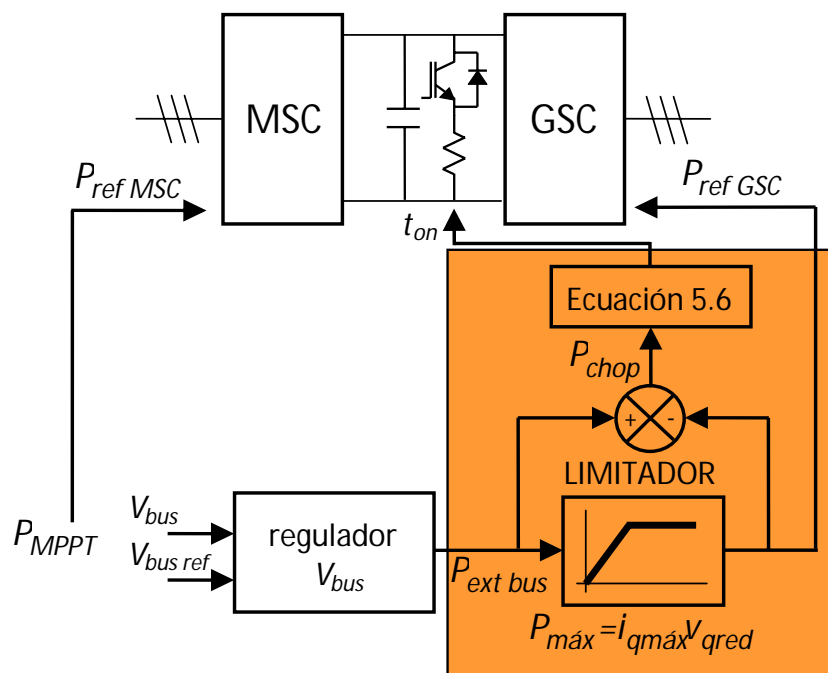 MSC
GSC
P_ref MSC
P_ref GSC
t_on
Ecuación 5.6
P_chop
+
-
LIMITADOR
V_bus
P_MPPT
V_bus ref
regulador
V_bus
P_ext bus
P_máx =i_qmáx v_qred